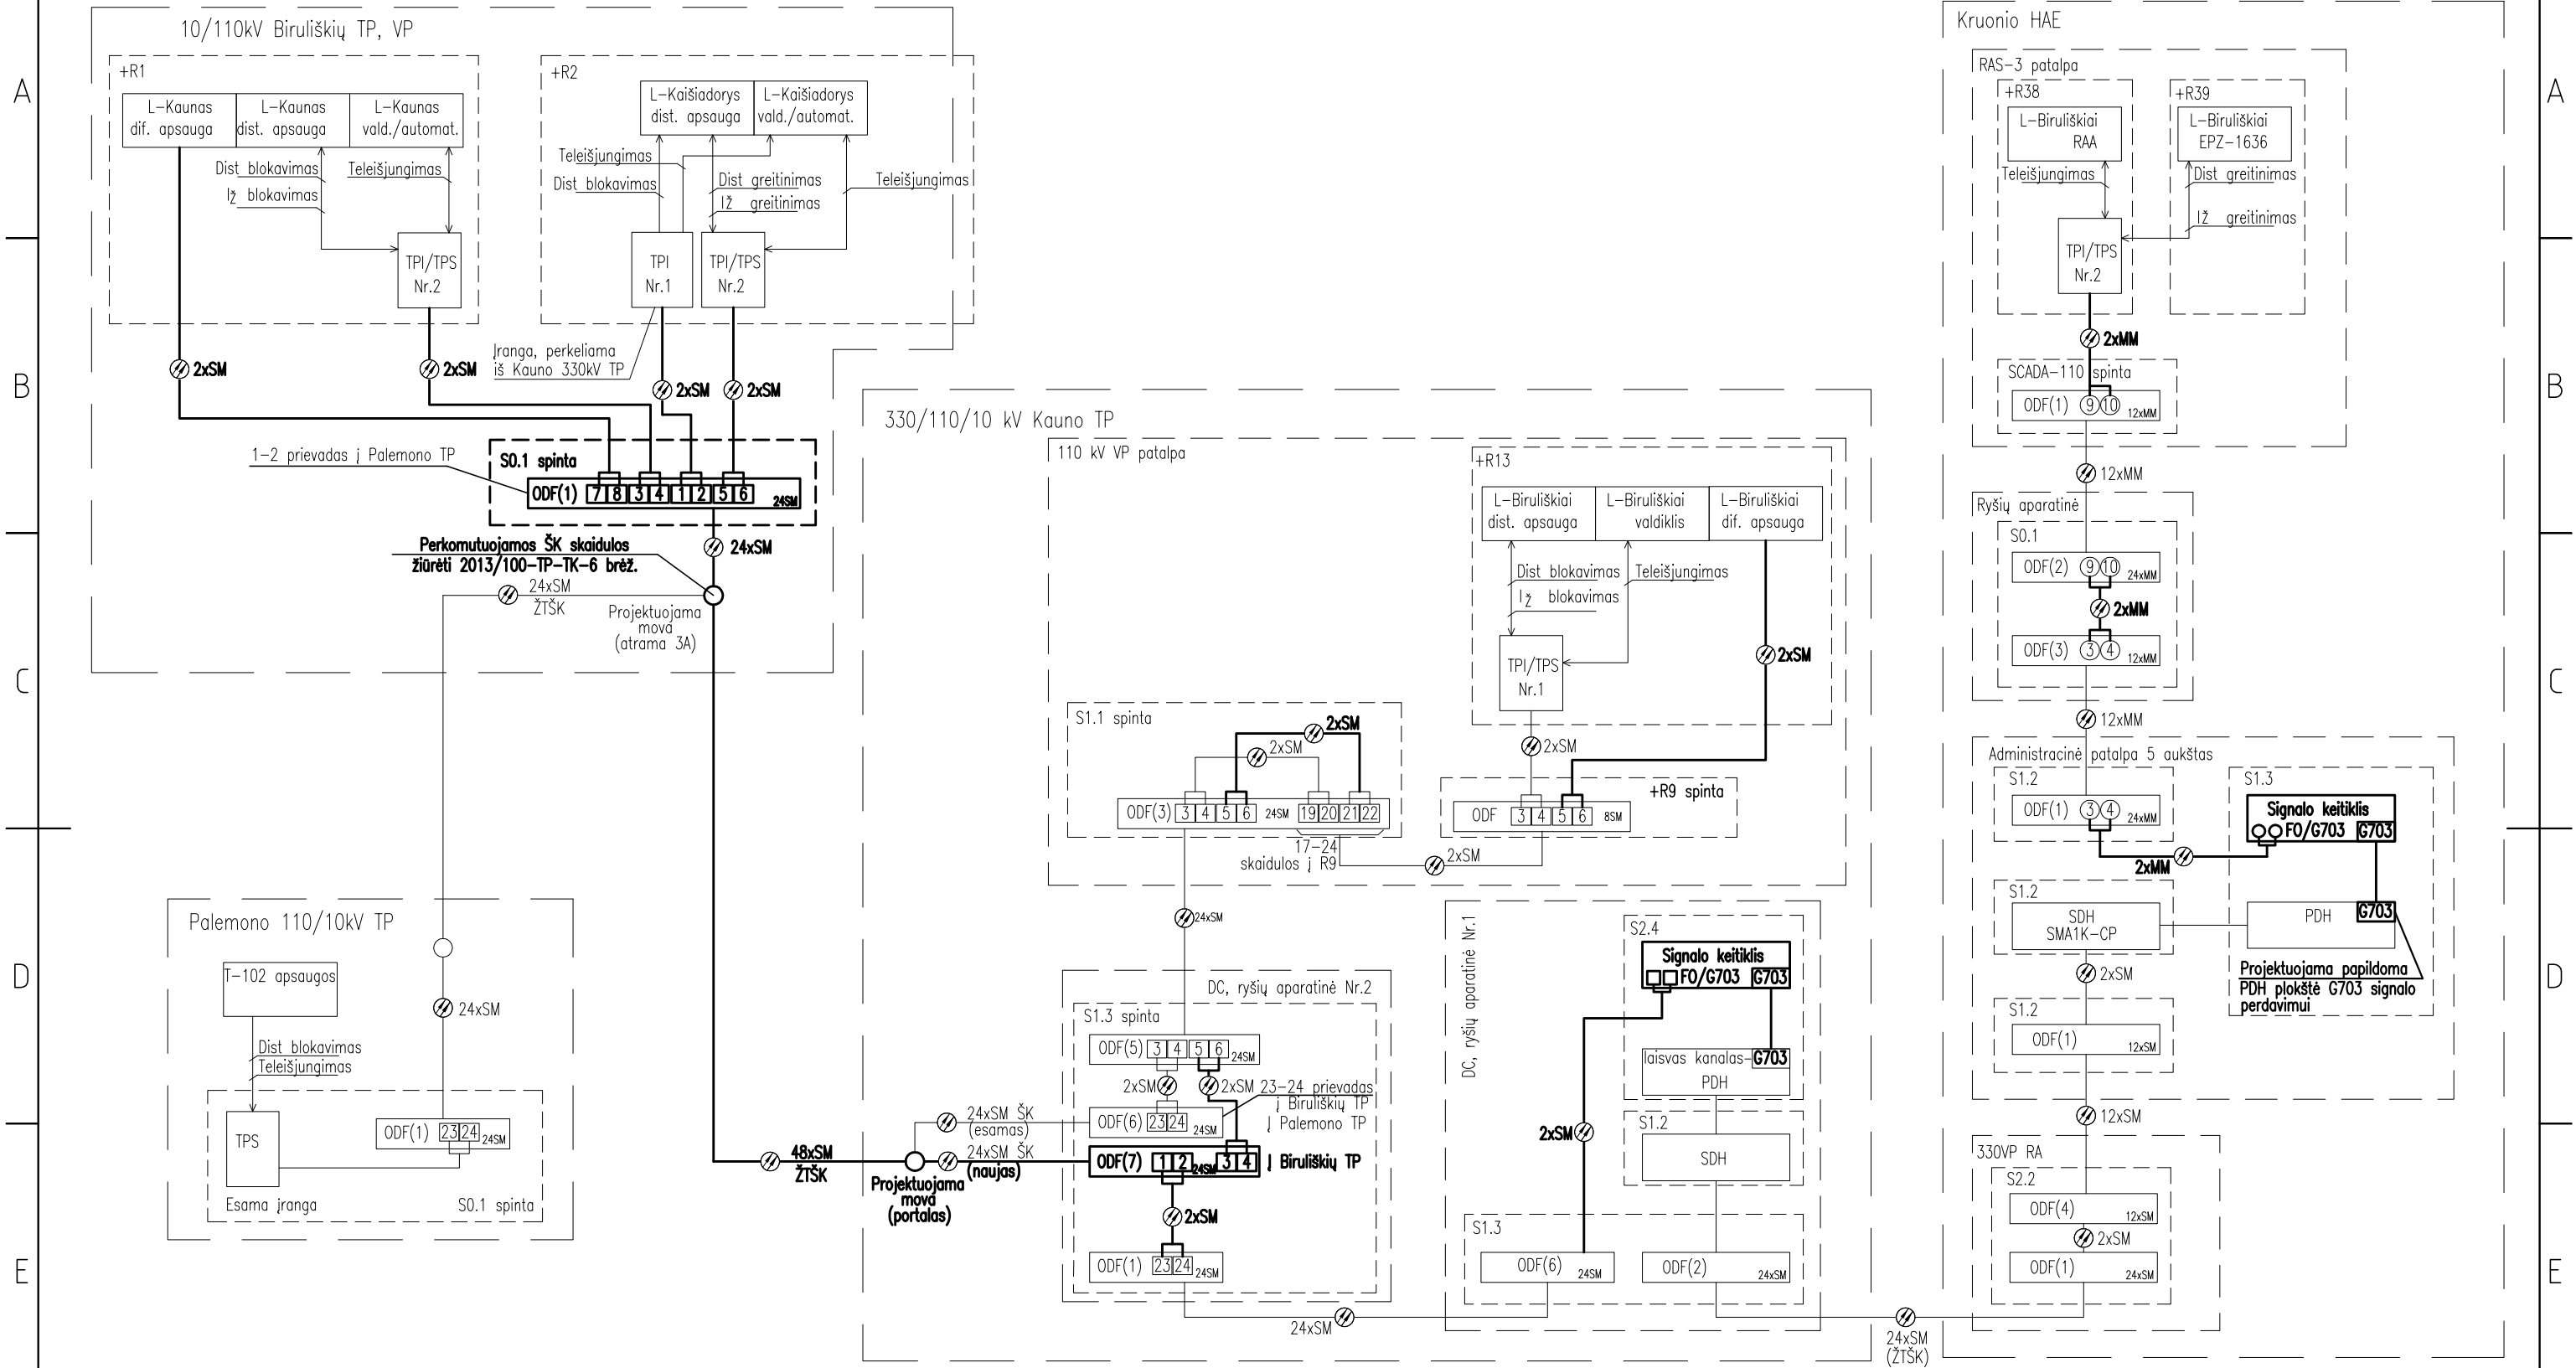 10/110kV Biruliškių TP, VP
+R1
L-Kaunas
dif. apsauga
L-Kaunas
dist. apsauga
L-Kaunas
vald./automat.
Dist blokavimas
Iž blokavimas
Teleišjungimas
TPI/TPS
Nr.2
2xSM
2xSM
+R2
L-Kaišiadorys
dist. apsauga
L-Kaišiadorys
vald./automat.
Teleišjungimas
Dist blokavimas
Dist greitinimas
Iž greitinimas
Teleišjungimas
TPI
Nr.1
TPI/TPS
Nr.2
Įranga, perkeliama
iš Kauno 330kV TP
2xSM
2xSM
1-2 prievadas į Palemono TP
S0.1 spinta
ODF(1) 7 8 3 4 1 2 5 6 24SM
24xSM
Perkomutuojamos ŠK skaidulos
žiūrėti 2013/100-TP-TK-6 brėž.
24xSM
ŽTŠK
Projektuojama
mova
(atrama 3A)
Palemono 110/10kV TP
T-102 apsaugos
Dist blokavimas
Teleišjungimas
24xSM
TPS
ODF(1) 23 24 24SM
Esama įranga
S0.1 spinta
48xSM
ŽTŠK
Projektuojama
mova
(portalas)
24xSM ŠK
(esamas)
24xSM ŠK
(naujas)
330/110/10 kV Kauno TP
110 kV VP patalpa
+R13
L-Biruliškiai
dist. apsauga
L-Biruliškiai
valdiklis
L-Biruliškiai
dif. apsauga
Dist blokavimas
Iž blokavimas
Teleišjungimas
TPI/TPS
Nr.1
2xSM
2xSM
S1.1 spinta
2xSM
2xSM
ODF(3) 3 4 5 6 24SM 19 20 21 22
17-24
skaidulos į R9
2xSM
+R9 spinta
ODF 3 4 5 6 8SM
24xSM
DC, ryšių aparatinė Nr.2
S1.3 spinta
ODF(5) 3 4 5 6 24SM
2xSM
2xSM
23-24 prievadas
į Biruliškių TP
ODF(6) 23 24 24SM
Į Palemono TP
ODF(7) 1 2 24SM 3 4
Į Biruliškių TP
2xSM
ODF(1) 23 24 24SM
24xSM
DC, ryšių aparatinė Nr.1
S2.4
Signalo keitiklis
FO/G703 G703
laisvas kanalas- G703
PDH
2xSM
S1.2
SDH
S1.3
ODF(6) 24SM
ODF(2) 24xSM
24xSM
(ŽTŠK)
Kruonio HAE
RAS-3 patalpa
+R38
L-Biruliškiai
RAA
Teleišjungimas
TPI/TPS
Nr.2
+R39
L-Biruliškiai
EPZ-1636
Dist greitinimas
Iž greitinimas
2xMM
SCADA-110 spinta
ODF(1) 9 10 12xMM
12xMM
Ryšių aparatinė
S0.1
ODF(2) 9 10 24xMM
2xMM
ODF(3) 3 4 12xMM
12xMM
Administracinė patalpa 5 aukštas
S1.2
ODF(1) 3 4 24xMM
2xMM
S1.3
Signalo keitiklis
FO/G703 G703
S1.2
SDH
SMA1K-CP
PDH G703
Projektuojama papildoma
PDH plokštė G703 signalo
perdavimui
2xSM
S1.2
ODF(1) 12xSM
12xSM
330VP RA
S2.2
ODF(4) 12xSM
2xSM
ODF(1) 24xSM
A
B
C
D
E
A
B
C
D
E